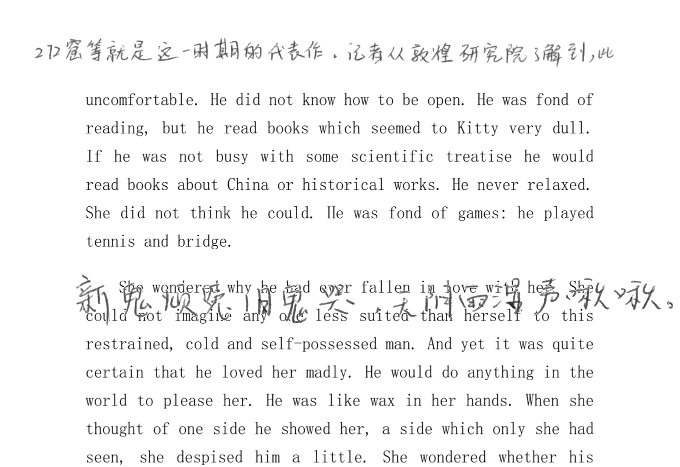 272窟等就是这一时期的代表作。记者从敦煌研究院了解到,此
uncomfortable. He did not know how to be open. He was fond of
reading, but he read books which seemed to Kitty very dull.
If he was not busy with some scientific treatise he would
read books about China or historical works. He never relaxed.
She did not think he could. He was fond of games: he played
tennis and bridge.
新鬼烦冤旧鬼哭,天阴雨湿声啾啾。
She wondered why he had ever fallen in love with her. She
could not imagine any one less suited than herself to this
restrained, cold and self-possessed man. And yet it was quite
certain that he loved her madly. He would do anything in the
world to please her. He was like wax in her hands. When she
thought of one side he showed her, a side which only she had
seen, she despised him a little. She wondered whether his